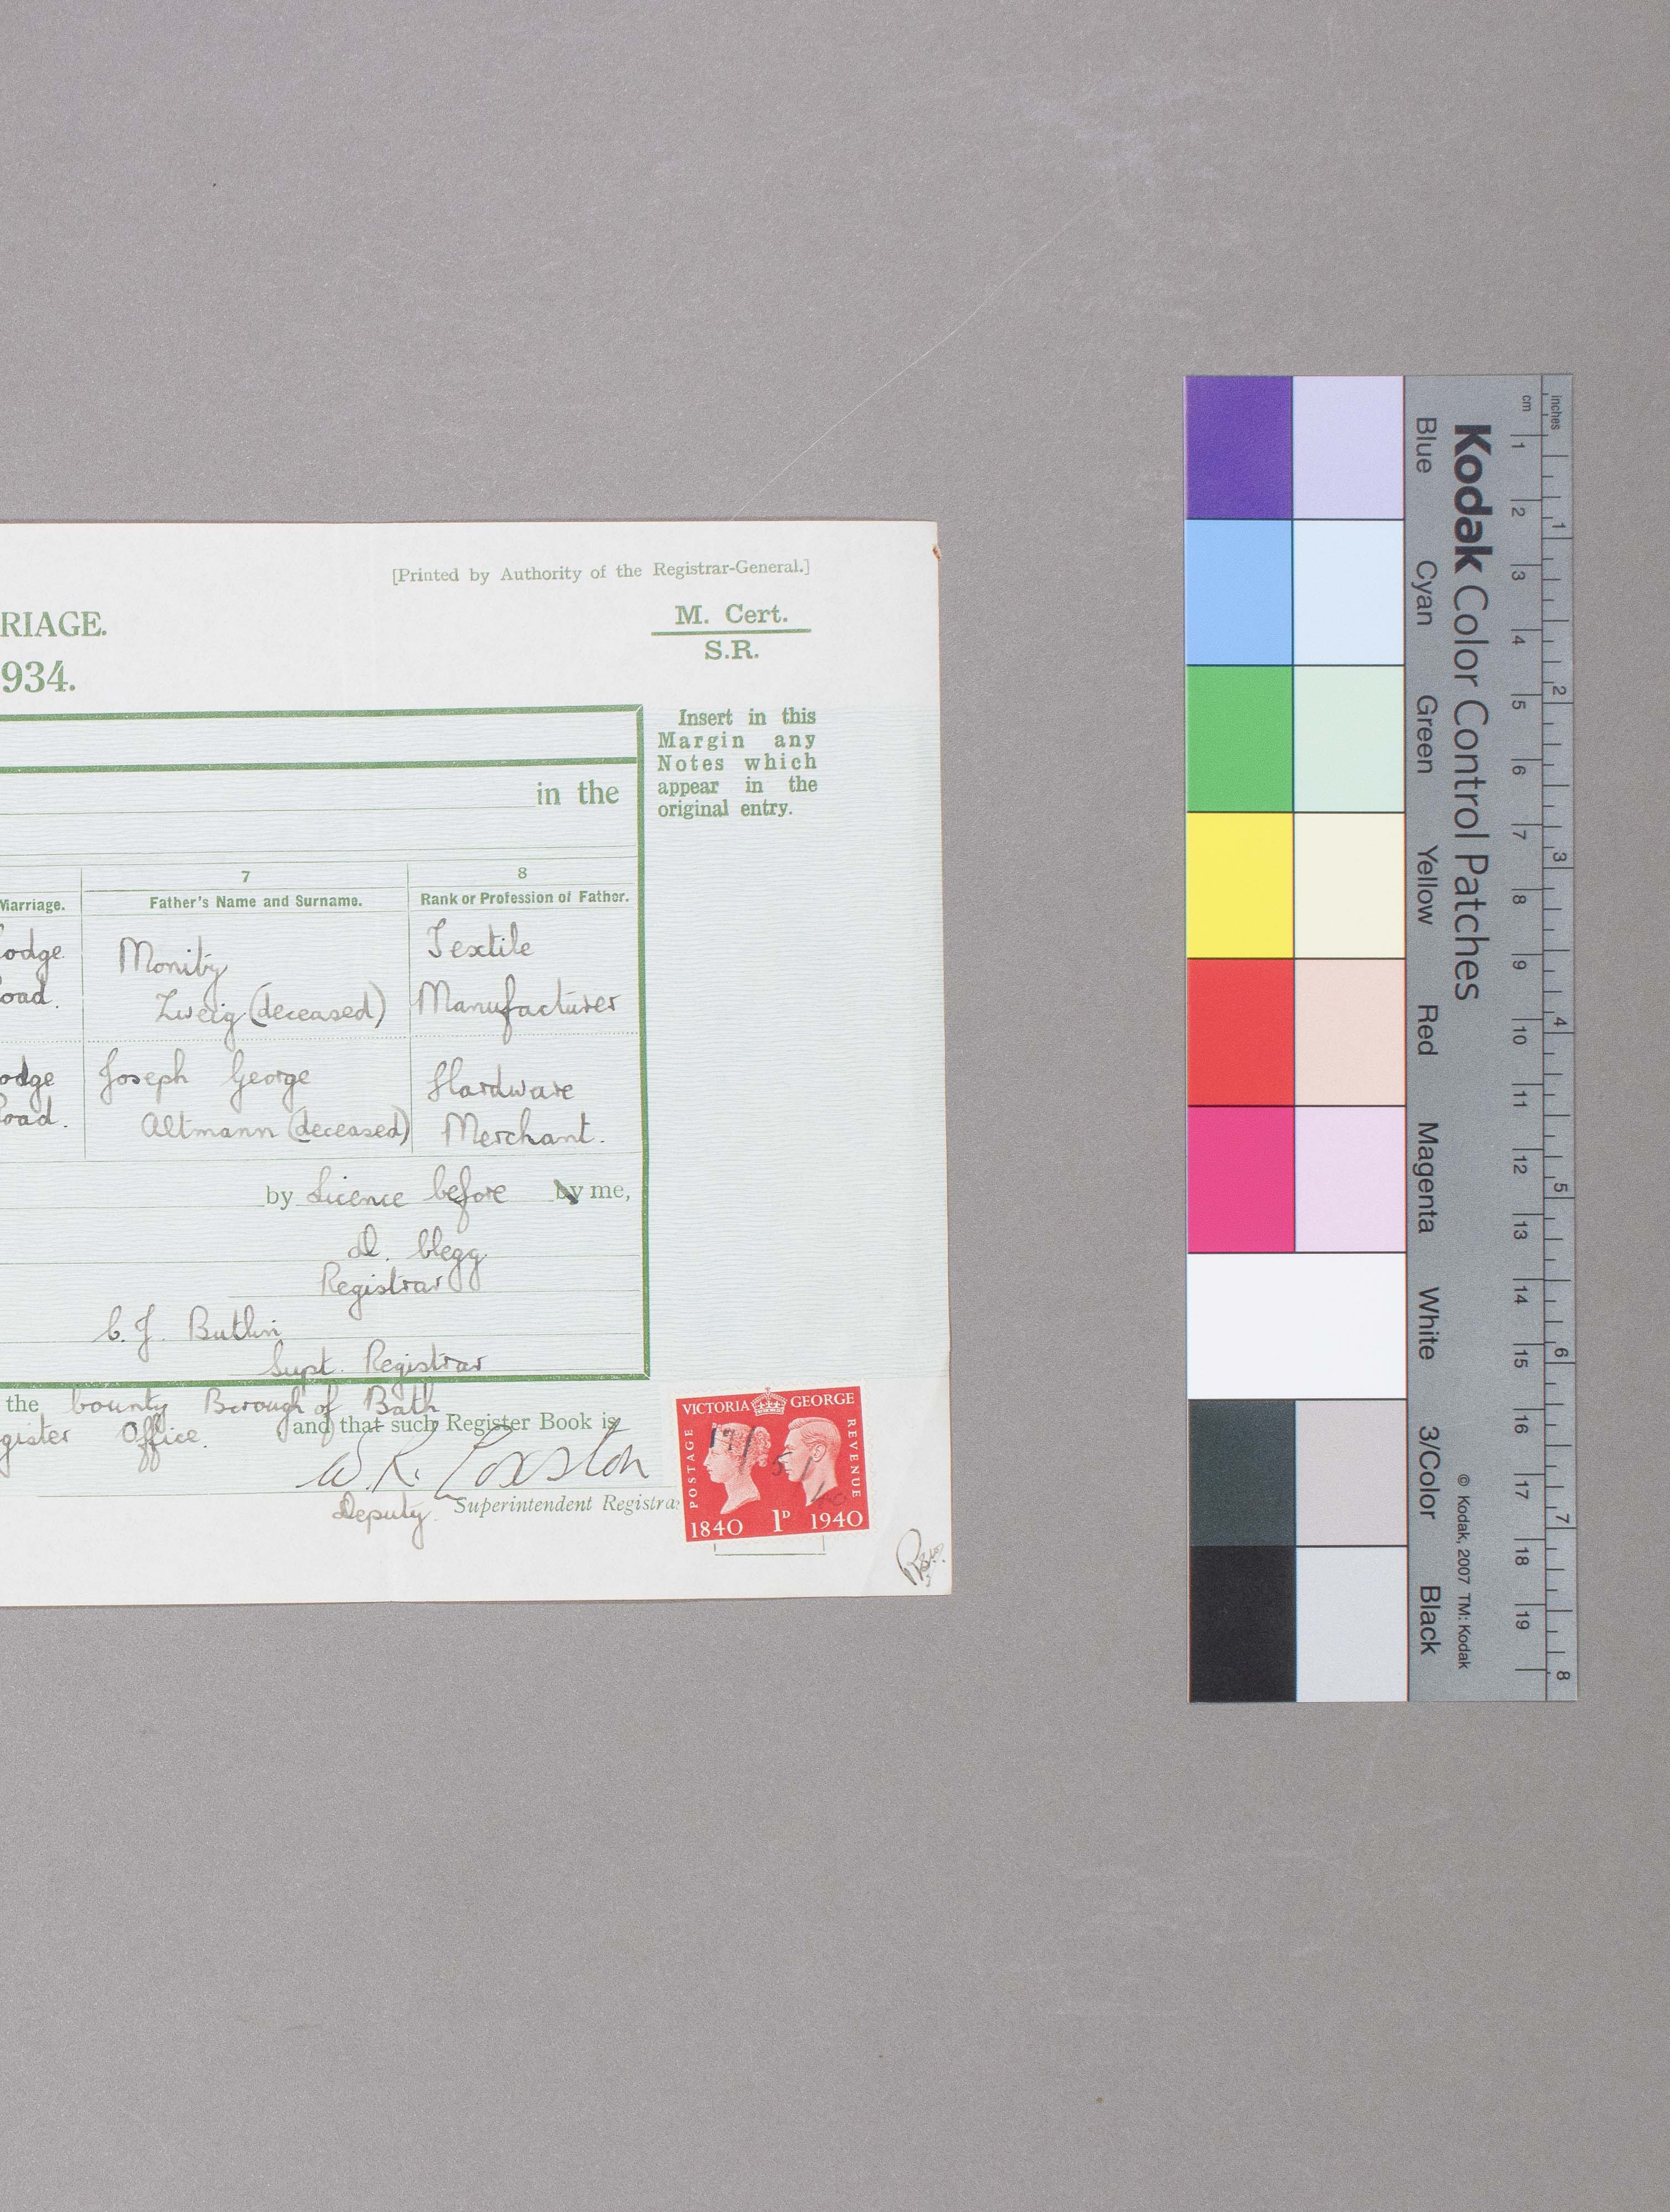 [Printed by Authority of the Registrar-General.]
RIAGE.
934.
M. Cert.
S.R.
Insert in this
Margin any
Notes which
appear in the
original entry.
in the
7
8
Marriage.
Father's Name and Surname.
Rank or Profession of Father.
odge
oad.
Moritz
Zweig (deceased)
Textile
Manufacturer
odge
oad.
Joseph George
Altmann (deceased)
Hardware
Merchant.
by Licence before by me,
D. Clegg
Registrar
C. J. Butlin
Supt. Registrar
the County Borough of Bath
gister Office.
and that such Register Book is
W. R. Coxston
Deputy Superintendent Registra
VICTORIA GEORGE
POSTAGE
REVENUE
17/5/40
1840 1D 1940
inches
cm
1 2 3 4 5 6 7 8 9 10 11 12 13 14 15 16 17 18 19
1 2 3 4 5 6 7 8
Kodak Color Control Patches
© Kodak, 2007 TM: Kodak
Blue
Cyan
Green
Yellow
Red
Magenta
White
3/Color
Black